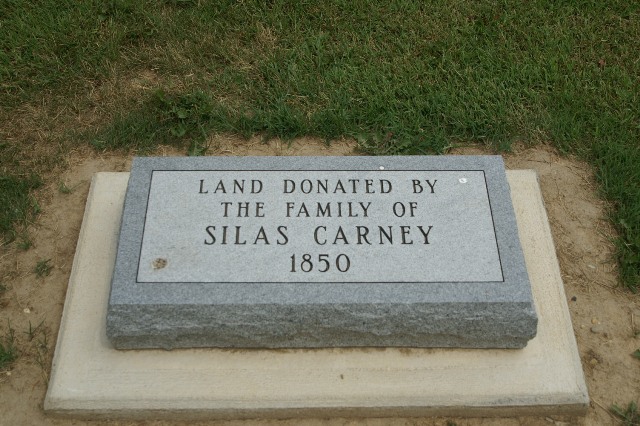 LAND DONATED BY
THE FAMILY OF
SILAS CARNEY
1850